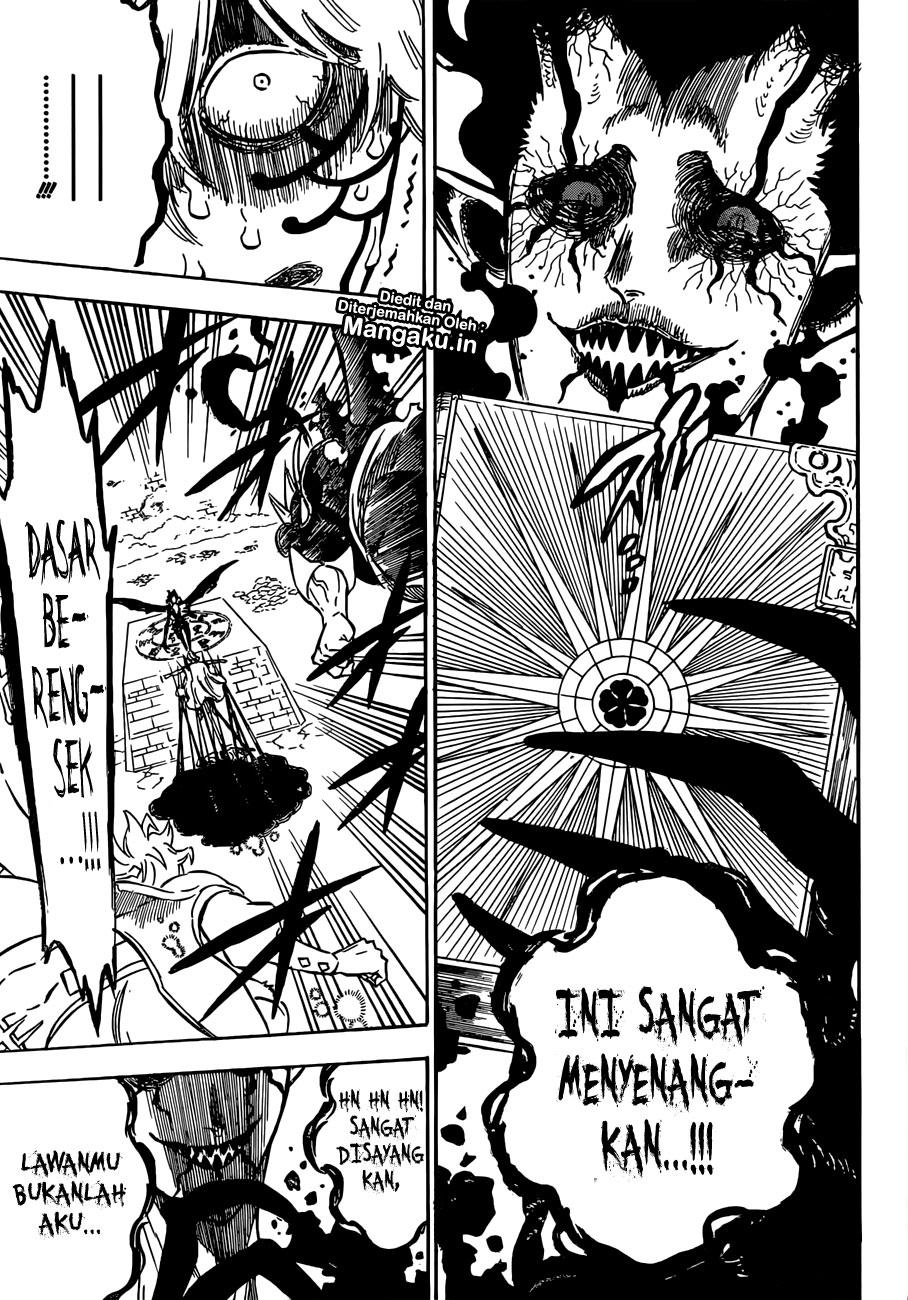 INI SANGAT
MENYENANG-
KAN...!!!
...!!!
Diedit dan
Diterjemahkan Oleh :
Mangaku.in
DASAR
BE-
RENG-
SEK
...!!!
HN HN HN!
SANGAT
DISAYANG
KAN,
LAWANMU
BUKANLAH
AKU...